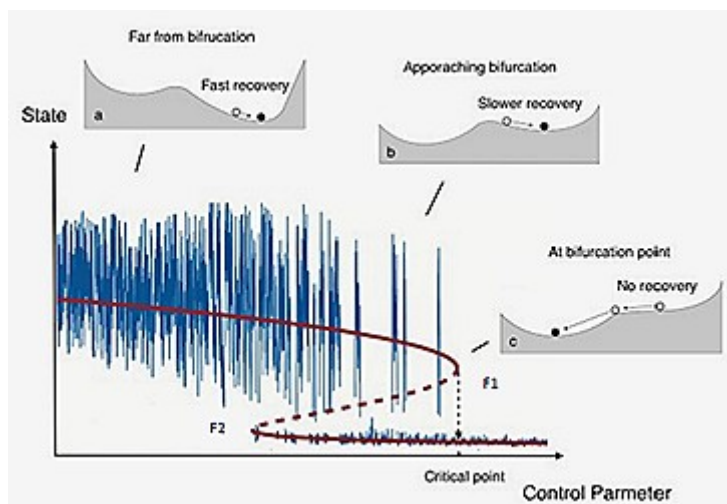 Far from bifrucation
Fast recovery
a
State
Apporaching bifurcation
Slower recovery
b
At bifurcation point
No recovery
c
F1
F2
Critical point
Control Parmeter